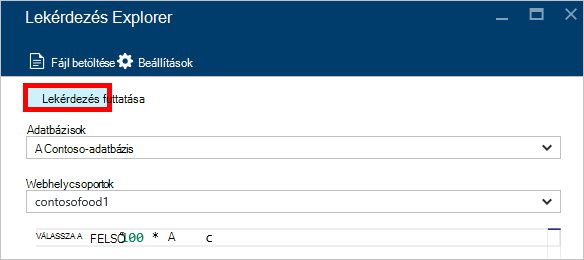 Lekérdezés Explorer
Fájl betöltése Beállítások
Lekérdezés futtatása
Adatbázisok
A Contoso-adatbázis
Webhelycsoportok
contosofood1
VÁLASSZA A FELSŐ 100 * A c